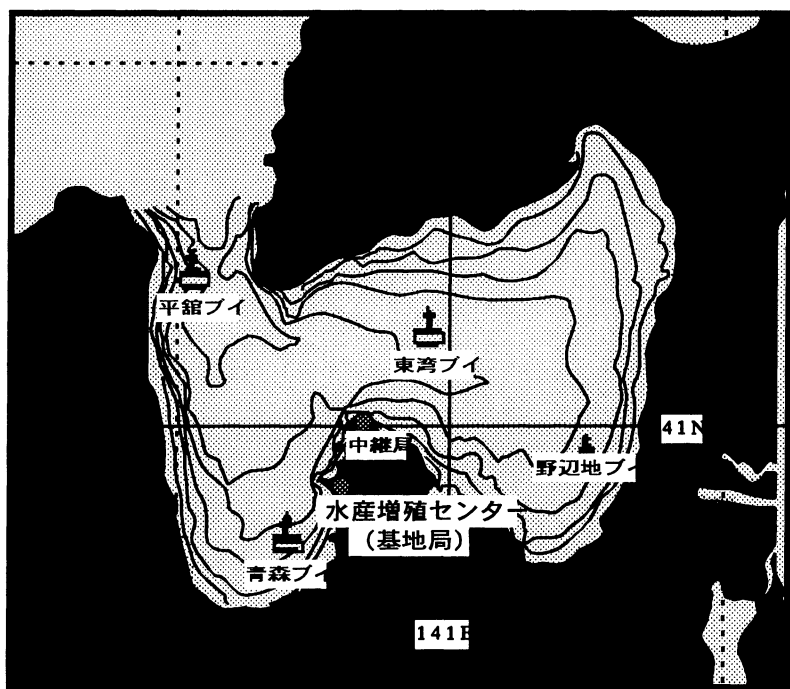 平舘ブイ
東湾ブイ
41N
中継局
野辺地ブイ
水産増殖センター
(基地局)
青森ブイ
141E